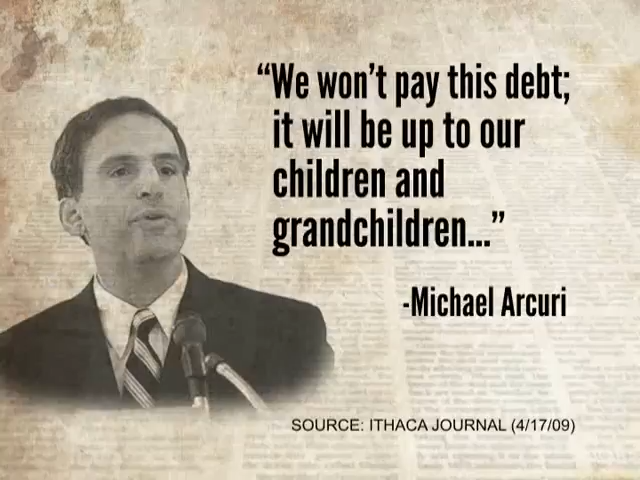 “We won’t pay this debt;
it will be up to our
children and
grandchildren...”
-Michael Arcuri
SOURCE: ITHACA JOURNAL (4/17/09)